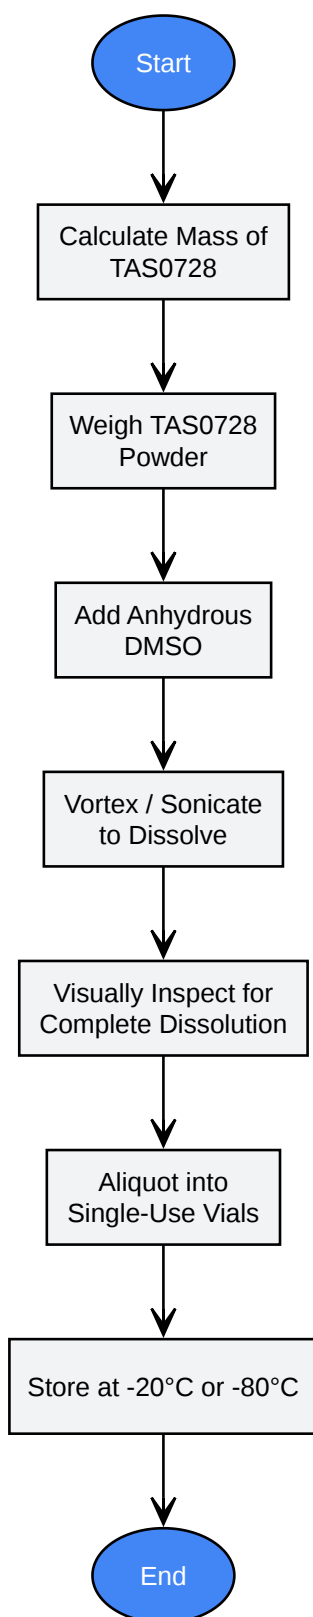 Start
Calculate Mass of
TAS0728
Weigh TAS0728
Powder
Add Anhydrous
DMSO
Vortex / Sonicate
to Dissolve
Visually Inspect for
Complete Dissolution
Aliquot into
Single-Use Vials
Store at -20°C or -80°C
End